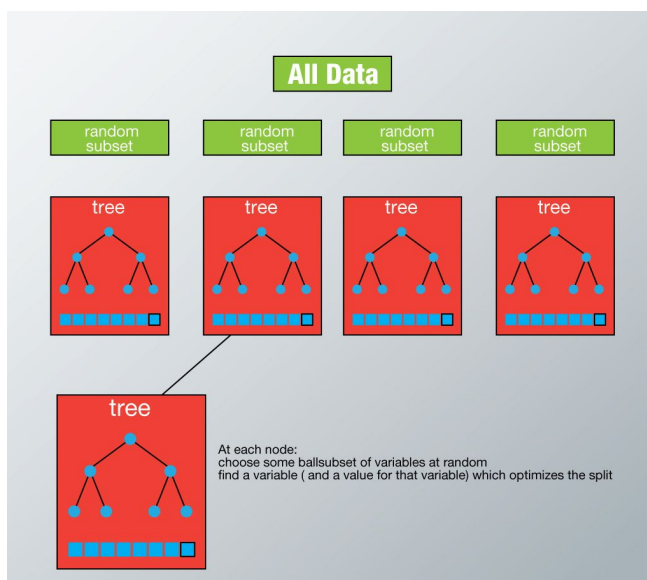 All Data
random
subset
random
subset
random
subset
random
subset
tree
tree
tree
tree
tree
At each node:
choose some ballsubset of variables at random
find a variable ( and a value for that variable) which optimizes the split